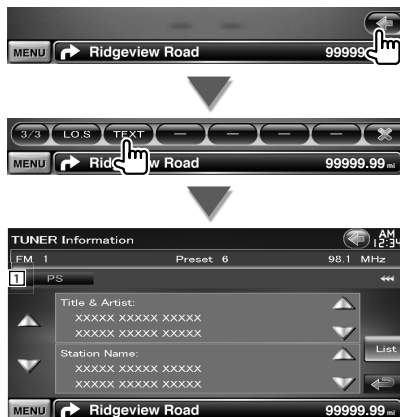 MENU Ridgeview Road 99999
3/3 LO.S TEXT
MENU Ridgeview Road 99999.99 mi
TUNER Information AM 12:34
FM 1 Preset 6 98.1 MHz
1 PS
Title & Artist:
XXXXX XXXXX XXXXX
XXXXX XXXXX XXXXX
List
Station Name:
XXXXX XXXXX XXXXX
XXXXX XXXXX XXXXX
MENU Ridgeview Road 99999.99 mi